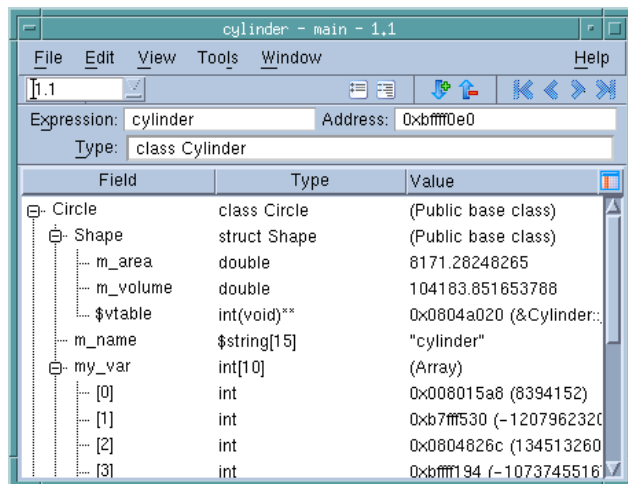 cylinder - main - 1.1
File Edit View Tools Window Help
1.1
Expression: cylinder Address: 0xbffff0e0
Type: class Cylinder
Field Type Value
Circle class Circle (Public base class)
Shape struct Shape (Public base class)
m_area double 8171.28248265
m_volume double 104183.851653788
$vtable int(void)** 0x0804a020 (&Cylinder::
m_name $string[15] "cylinder"
my_var int[10] (Array)
[0] int 0x008015a8 (8394152)
[1] int 0xb7fff530 (-1207962320
[2] int 0x0804826c (134513260
[3] int 0xbffff194 (-1073745516